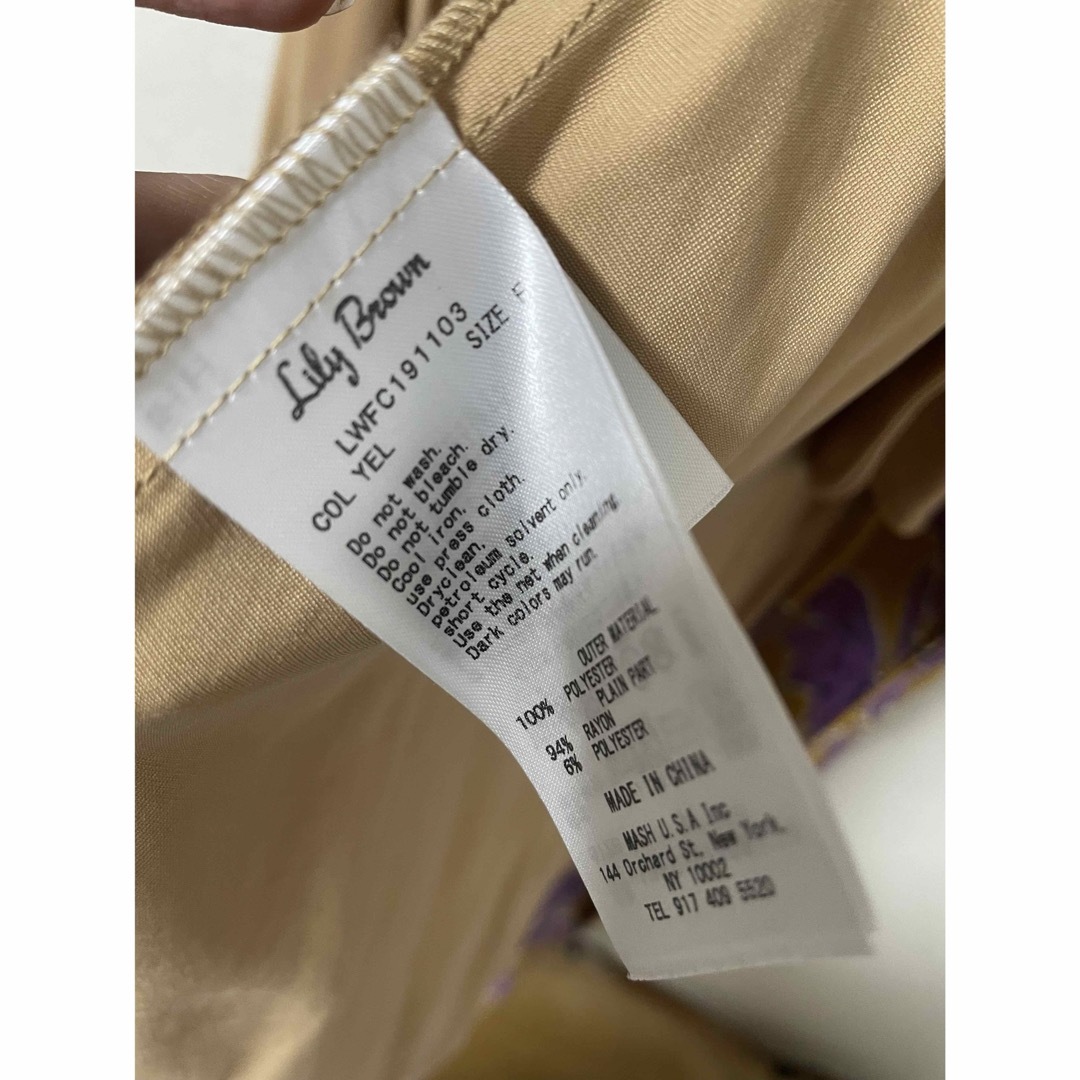 Lily Brown
LWFC191103
SIZE F
COL YEL
Do not wash.
Do not bleach.
Do not tumble dry.
Cool iron.
use press cloth.
Dryclean.
petroleum solvent only.
short cycle.
Use the net when cleaning.
Dark colors may run.
OUTER MATERIAL
100% POLYESTER
PLAIN PART
94% RAYON
6% POLYESTER
MADE IN CHINA
MASH U.S.A Inc
144 Orchard St. New York.
NY 10002
TEL 917 409 5520